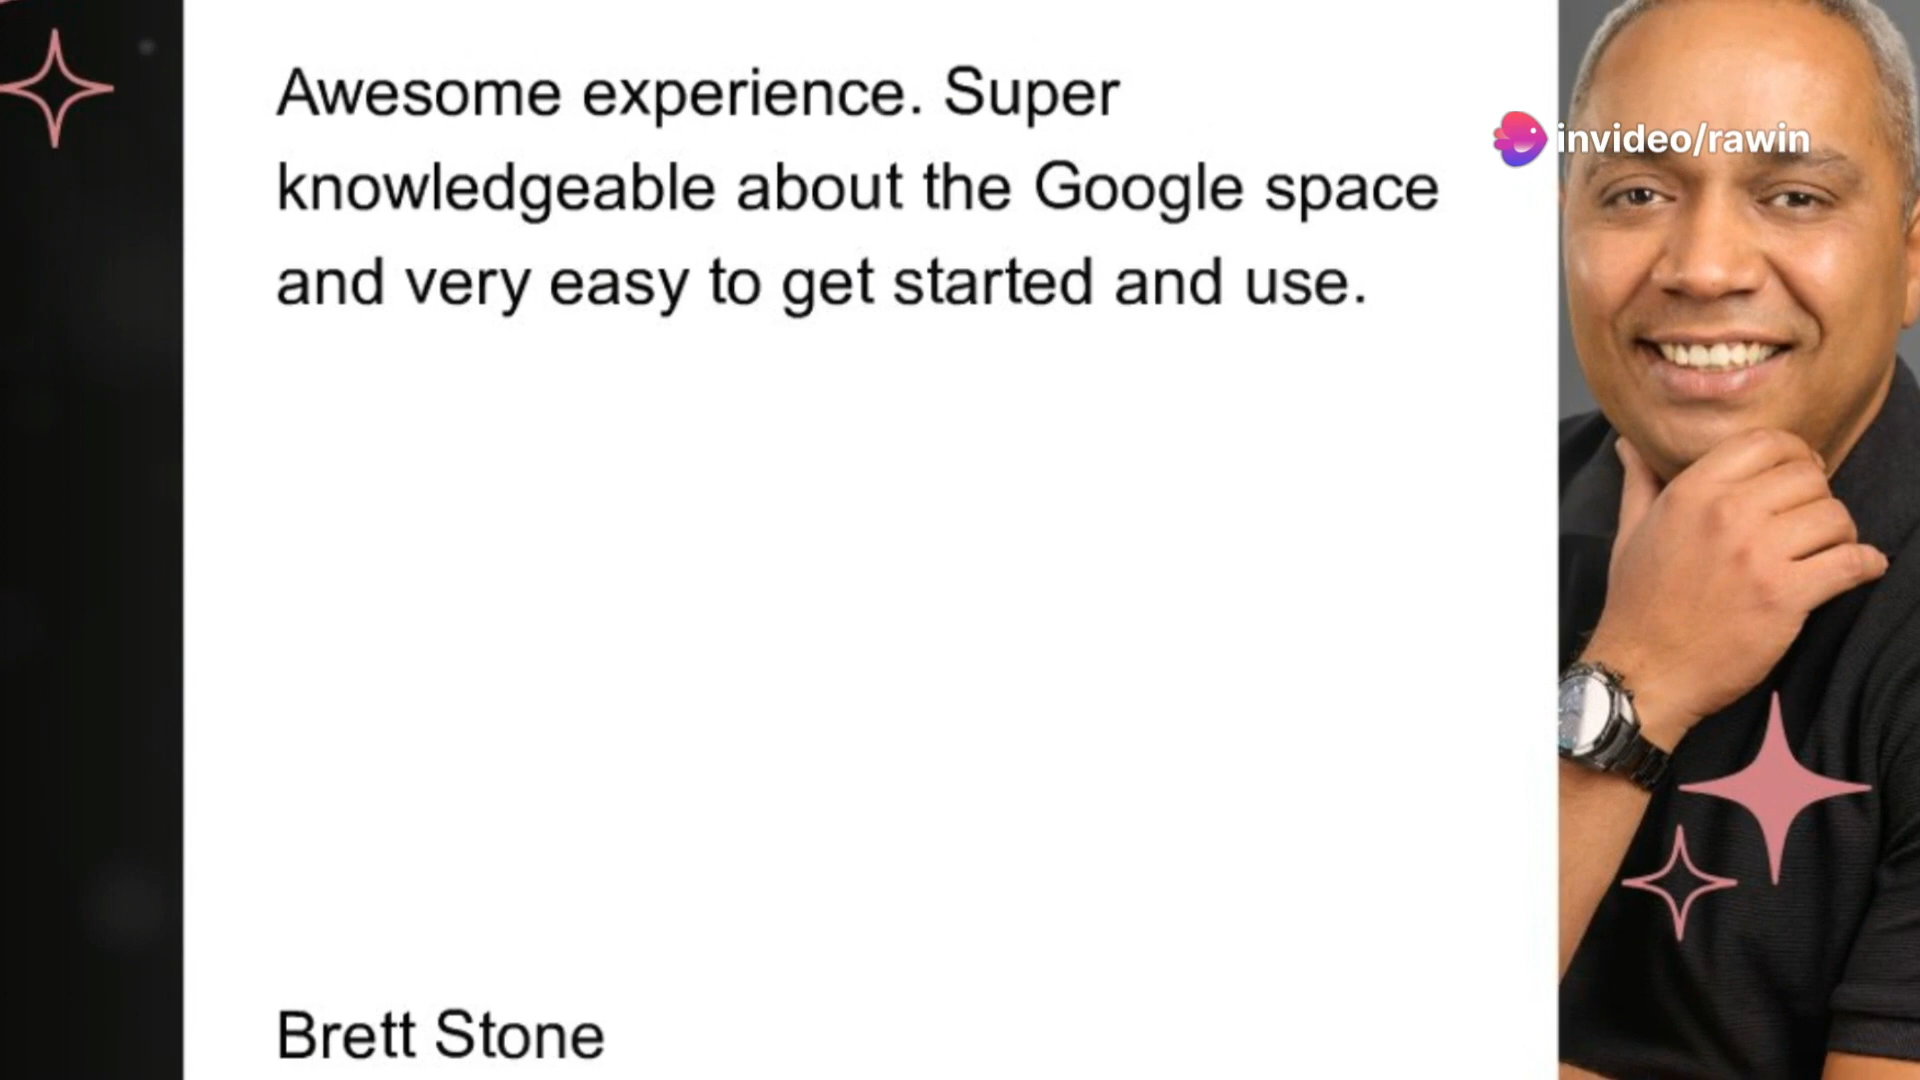 Awesome experience. Super
knowledgeable about the Google space
and very easy to get started and use.
invideo/rawin
Brett Stone